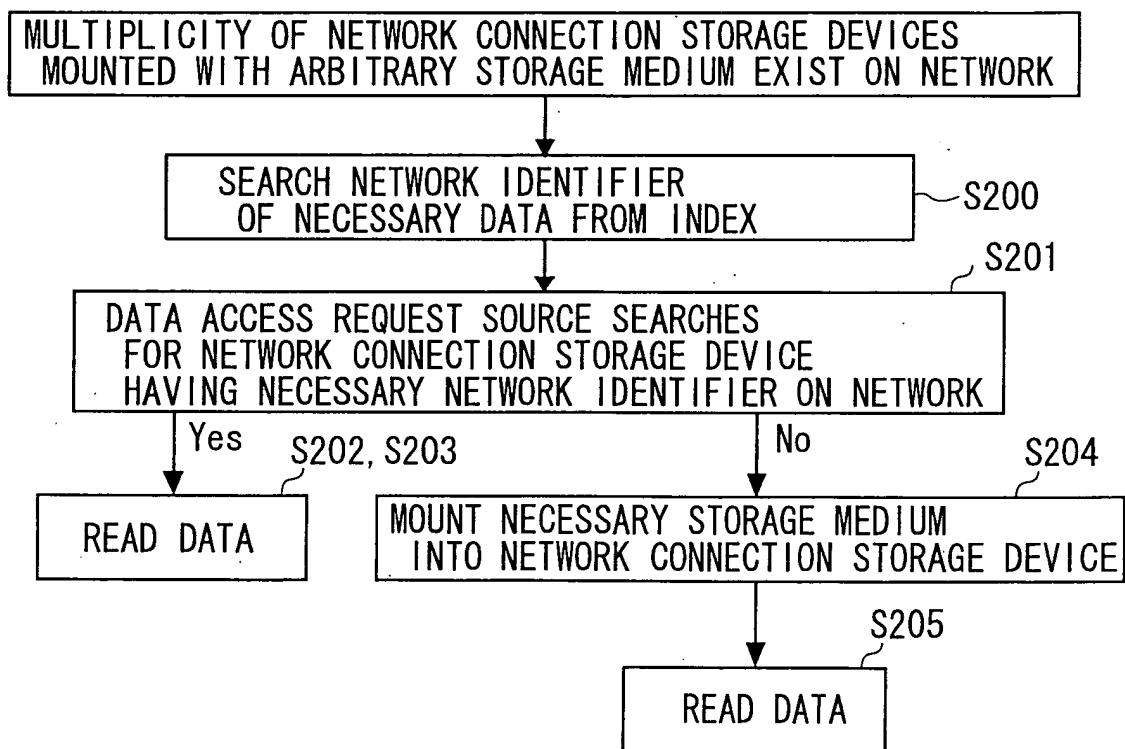 MULTIPLICITY OF NETWORK CONNECTION STORAGE DEVICES
MOUNTED WITH ARBITRARY STORAGE MEDIUM EXIST ON NETWORK
SEARCH NETWORK IDENTIFIER
OF NECESSARY DATA FROM INDEX
S200
S201
DATA ACCESS REQUEST SOURCE SEARCHES
FOR NETWORK CONNECTION STORAGE DEVICE
HAVING NECESSARY NETWORK IDENTIFIER ON NETWORK
Yes
No
S202, S203
S204
READ DATA
MOUNT NECESSARY STORAGE MEDIUM
INTO NETWORK CONNECTION STORAGE DEVICE
S205
READ DATA